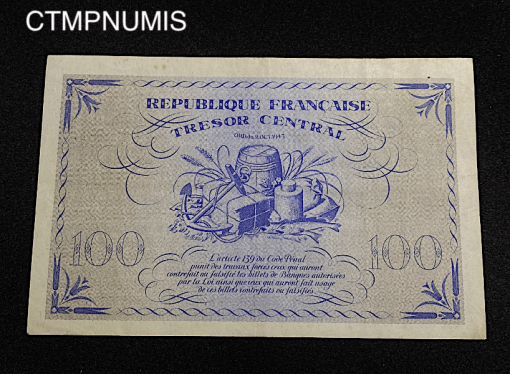 CTMPNUMIS
REPUBLIQUE FRANÇAISE
TRESOR CENTRAL
100
100
L'article 139 du Code Pénal
punit des travaux forcés ceux qui auront
contrefait ou falsifié les billets de Banques autorisées
par la Loi, ainsi que ceux qui auront fait usage
de ces billets contrefaits ou falsifiés